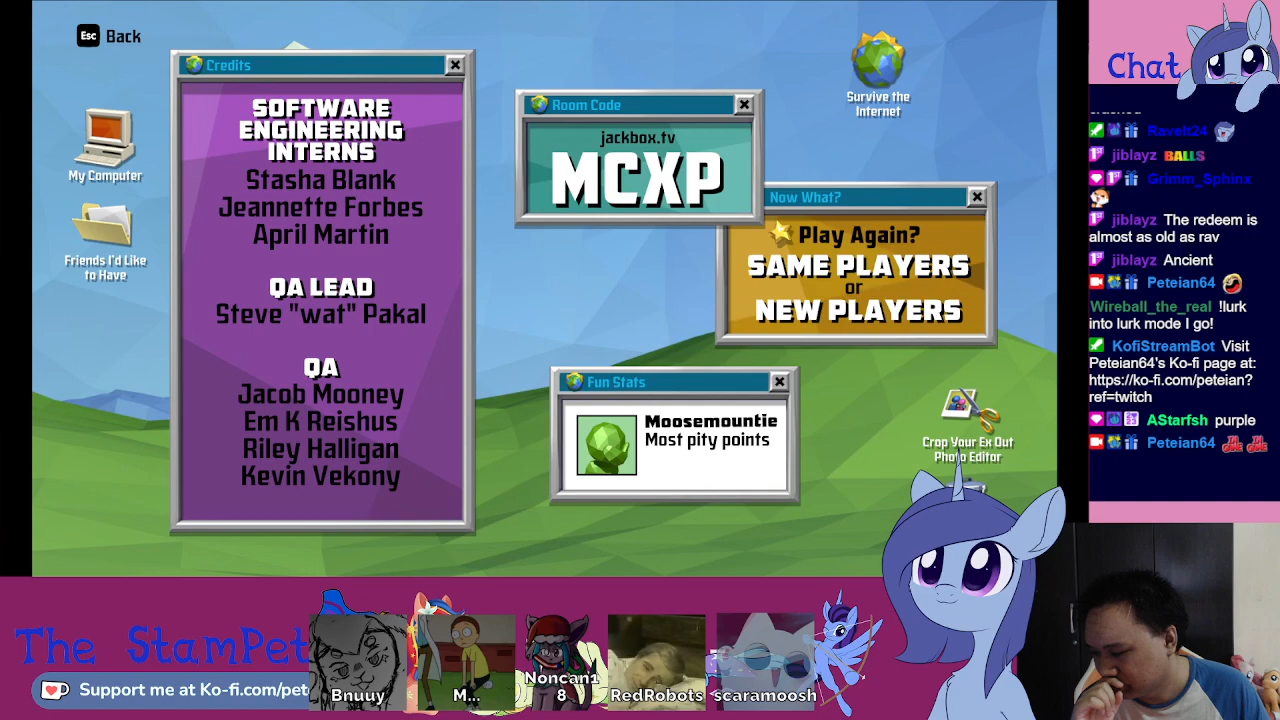 Esc Back
Credits
SOFTWARE
ENGINEERING
INTERNS
Stasha Blank
Jeannette Forbes
April Martin
QA LEAD
Steve "wat" Pakal
QA
Jacob Mooney
Em K Reishus
Riley Halligan
Kevin Vekony
My Computer
Friends I'd Like
to Have
Room Code
jackbox.tv
MCXP
Survive the
Internet
Now What?
Play Again?
SAME PLAYERS
or
NEW PLAYERS
Fun Stats
Moosemountie
Most pity points
Crop Your Ex Out
Photo Editor
Chat
RaveIt24
jiblayz BALLS
Grimm_Sphinx
jiblayz The redeem is
almost as old as rav
jiblayz Ancient
Peteian64
Wireball_the_real !lurk
into lurk mode I go!
KofiStreamBot Visit
Peteian64's Ko-fi page at:
https://ko-fi.com/peteian?
ref=twitch
AStarfsh purple
Peteian64
The StamPet
Support me at Ko-fi.com/pet
Bnuuy
M...
Noncan1
8
RedRobots
scaramoosh